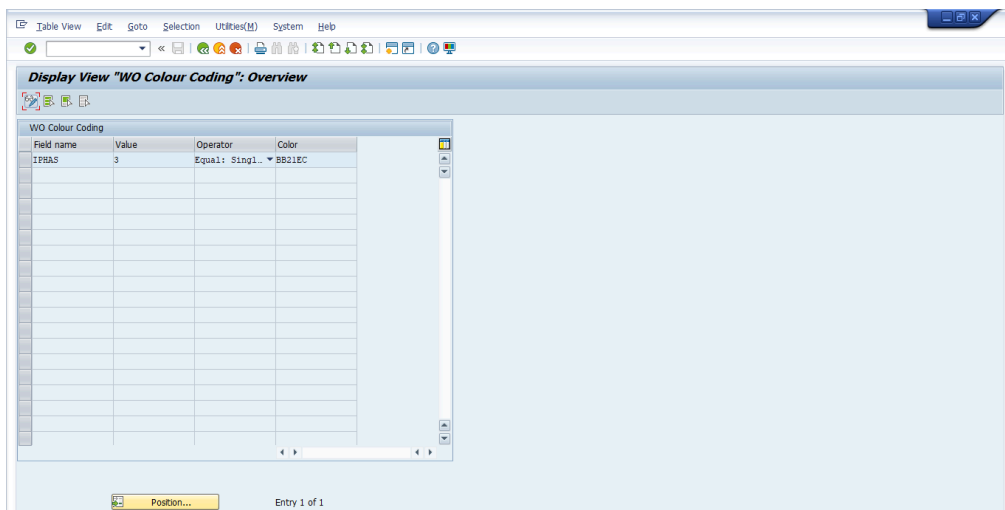 Table View Edit Goto Selection Utilities(M) System Help
Display View "WO Colour Coding": Overview
WO Colour Coding
Field name Value Operator Color
IPHAS 3 Equal: Singl… BB21EC
Position... Entry 1 of 1